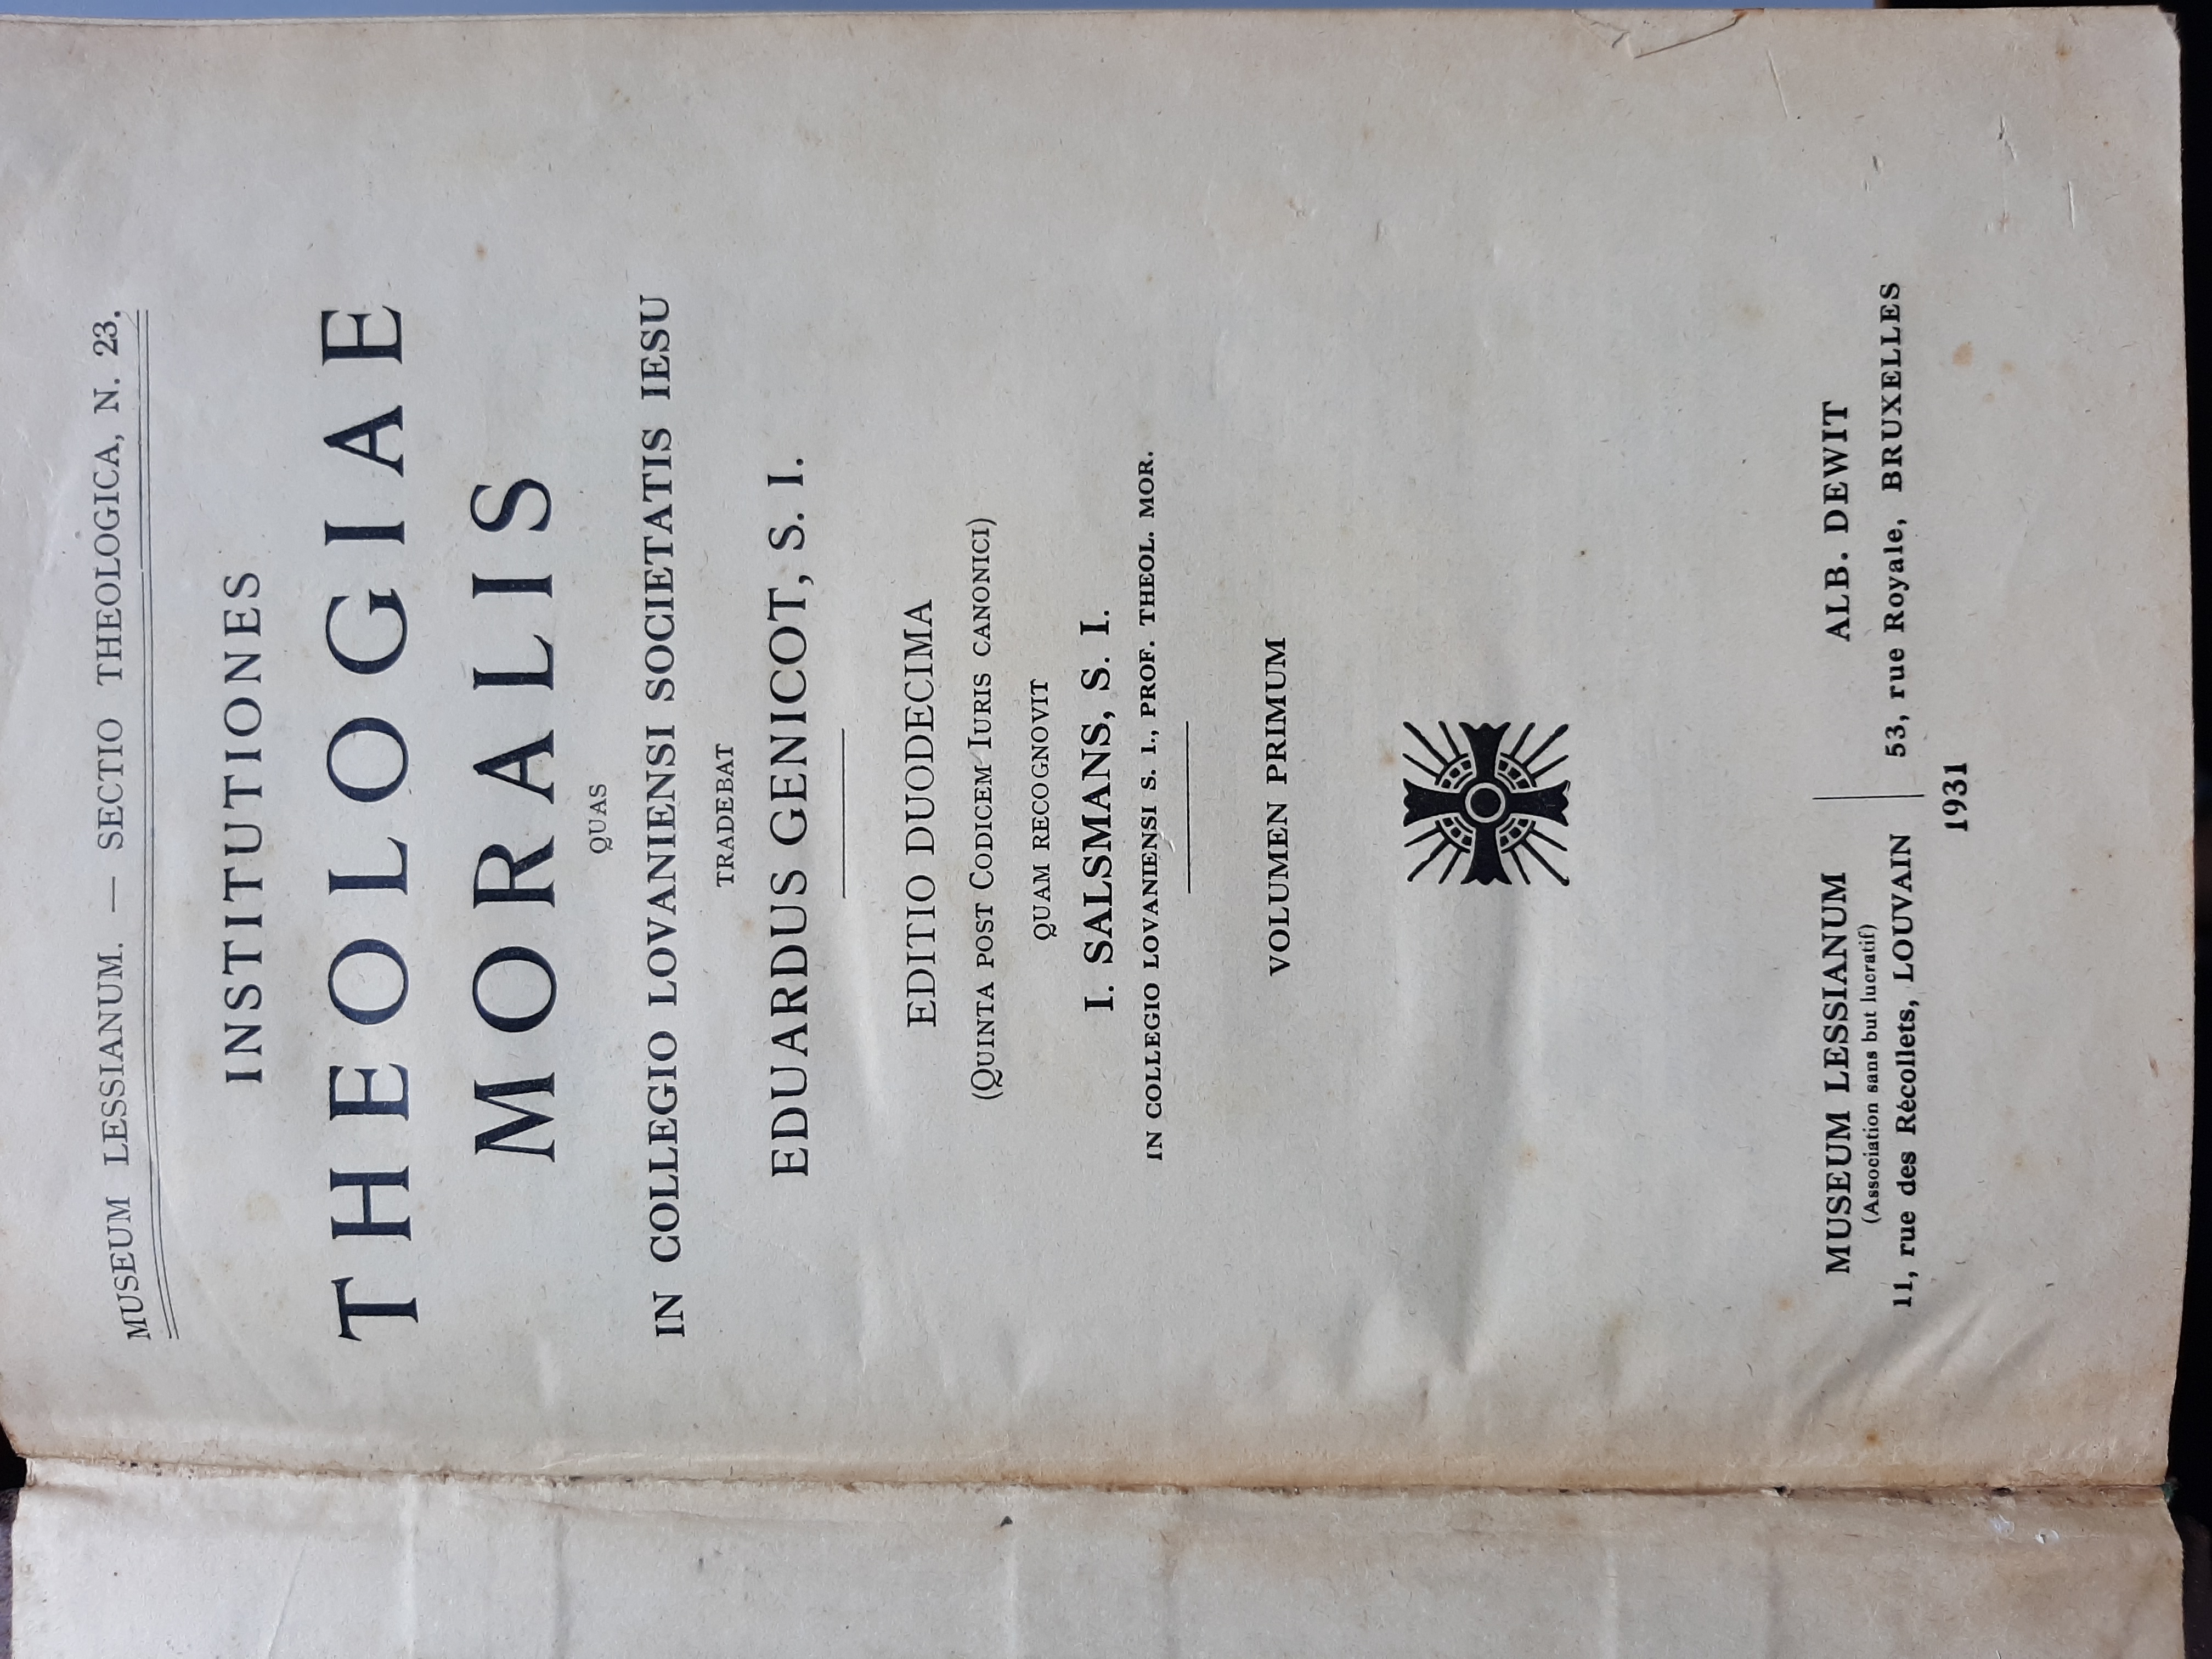 MUSEUM LESSIANUM. — SECTIO THEOLOGICA, N. 23.
INSTITUTIONES
THEOLOGIAE
MORALIS
QUAS
IN COLLEGIO LOVANIENSI SOCIETATIS IESU
TRADEBAT
EDUARDUS GENICOT, S. I.
EDITIO DUODECIMA
(QUINTA POST CODICEM IURIS CANONICI)
QUAM RECOGNOVIT
I. SALSMANS, S. I.
IN COLLEGIO LOVANIENSI S. I., PROF. THEOL. MOR.
VOLUMEN PRIMUM
MUSEUM LESSIANUM
(Association sans but lucratif)
11, rue des Récollets, LOUVAIN
ALB. DEWIT
53, rue Royale, BRUXELLES
1931